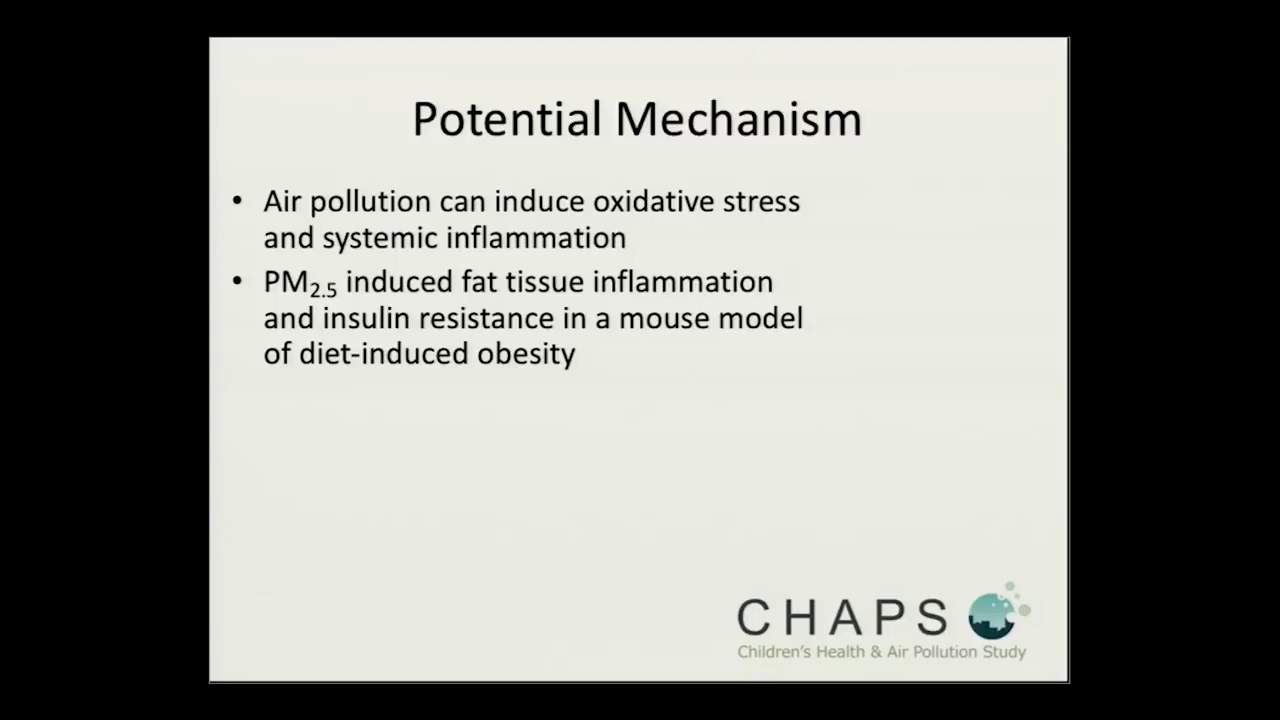 Potential Mechanism
• Air pollution can induce oxidative stress
and systemic inflammation
• PM₂.₅ induced fat tissue inflammation
and insulin resistance in a mouse model
of diet-induced obesity
CHAPS
Children's Health & Air Pollution Study